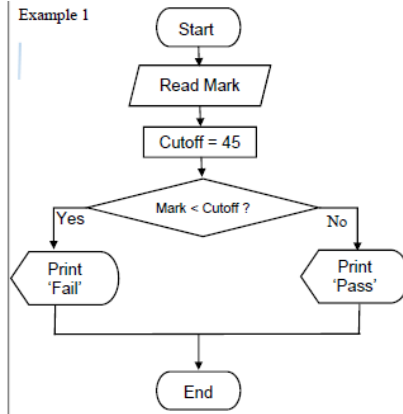 Example 1
Start
Read Mark
Cutoff = 45
Mark < Cutoff ?
Yes
No
Print
'Fail'
Print
‘Pass’
End